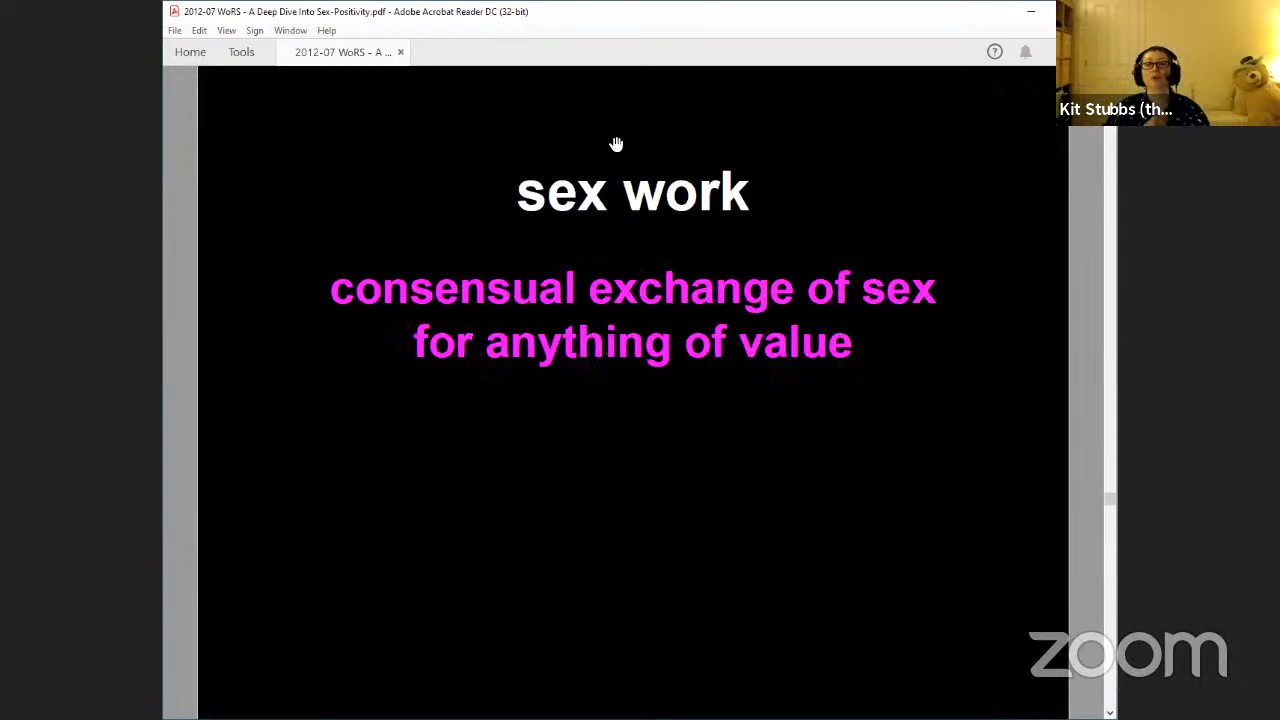 2012-07 WoRS - A Deep Dive Into Sex-Positivity.pdf - Adobe Acrobat Reader DC (32-bit)
File Edit View Sign Window Help
Home Tools 2012-07 WoRS - A ... ×
?
Kit Stubbs (th...
sex work
consensual exchange of sex
for anything of value
zoom